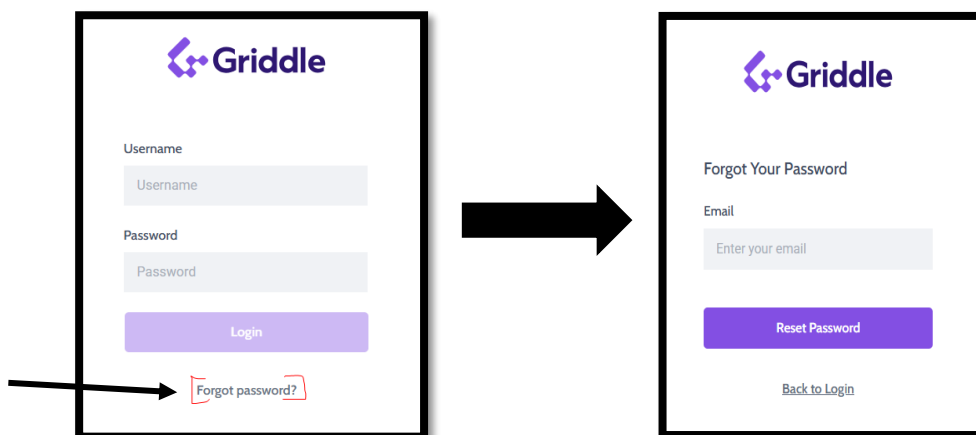 Griddle
Username
Username
Password
Password
Login
Forgot password?
Griddle
Forgot Your Password
Email
Enter your email
Reset Password
Back to Login